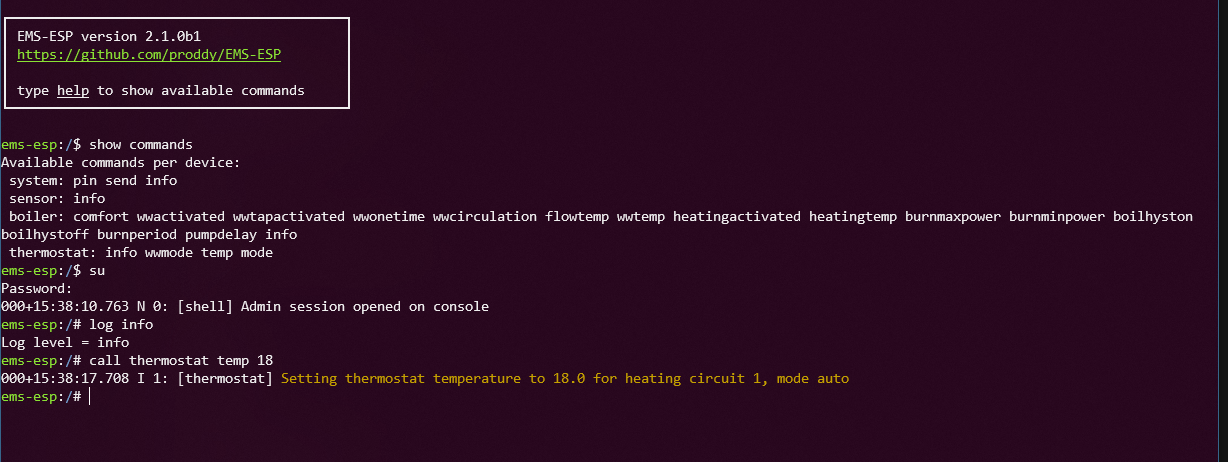 EMS-ESP version 2.1.0b1
https://github.com/proddy/EMS-ESP
type help to show available commands
ems-esp:/$ show commands
Available commands per device:
system: pin send info
sensor: info
boiler: comfort wwactivated wwtapactivated wwonetime wwcirculation flowtemp wwtemp heatingactivated heatingtemp burnmaxpower burnminpower boilhyston
boilhystoff burnperiod pumpdelay info
thermostat: info wwmode temp mode
ems-esp:/$ su
Password:
000+15:38:10.763 N 0: [shell] Admin session opened on console
ems-esp:/# log info
Log level = info
ems-esp:/# call thermostat temp 18
000+15:38:17.708 I 1: [thermostat] Setting thermostat temperature to 18.0 for heating circuit 1, mode auto
ems-esp:/#